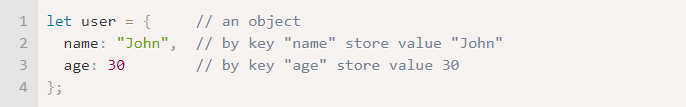 1 let user = {     // an object
2   name: "John",  // by key "name" store value "John"
3   age: 30        // by key "age" store value 30
4 };